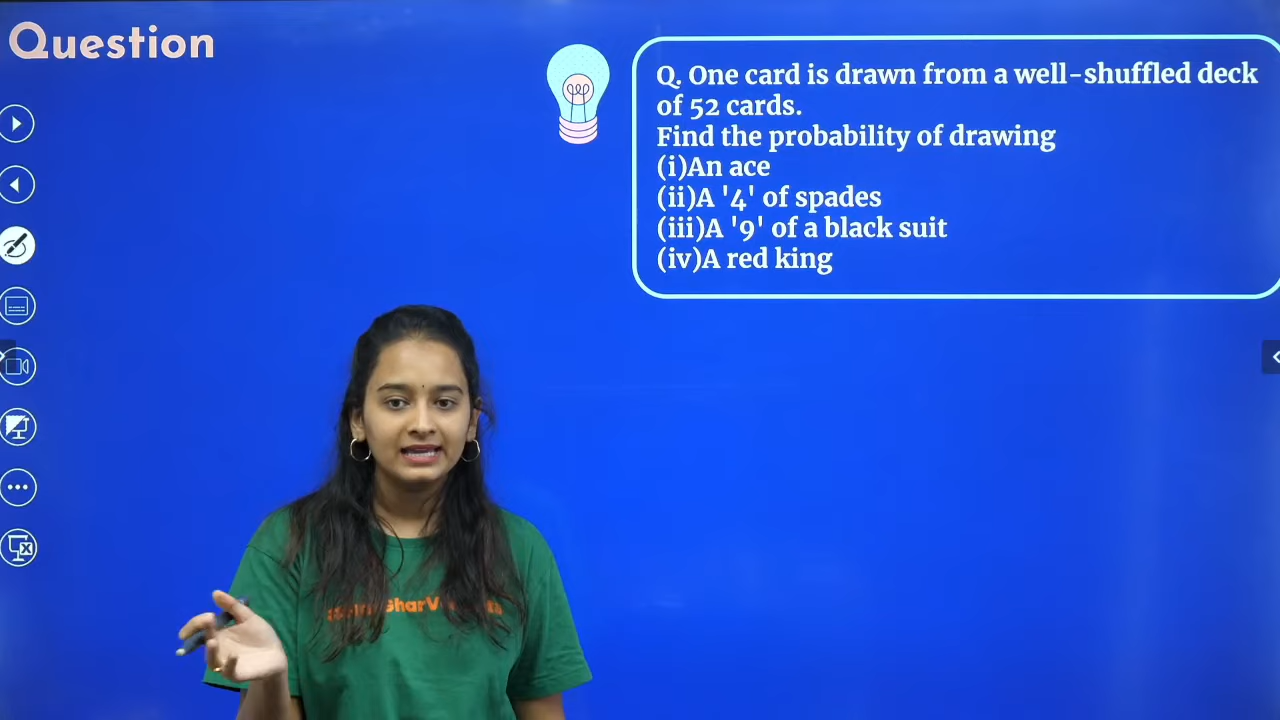 Question
Q. One card is drawn from a well-shuffled deck
of 52 cards.
Find the probability of drawing
(i)An ace
(ii)A '4' of spades
(iii)A '9' of a black suit
(iv)A red king